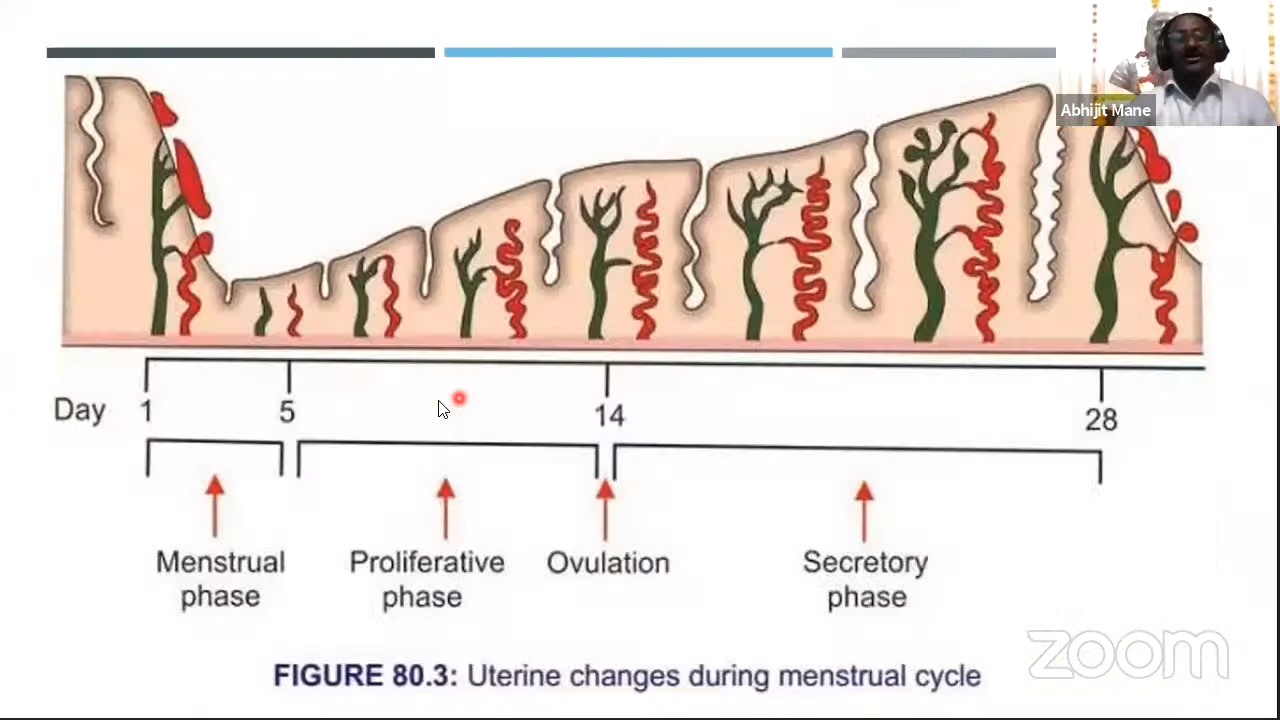 Abhijit Mane
Day 1 5 14 28
Menstrual phase
Proliferative phase
Ovulation
Secretory phase
zoom
FIGURE 80.3: Uterine changes during menstrual cycle